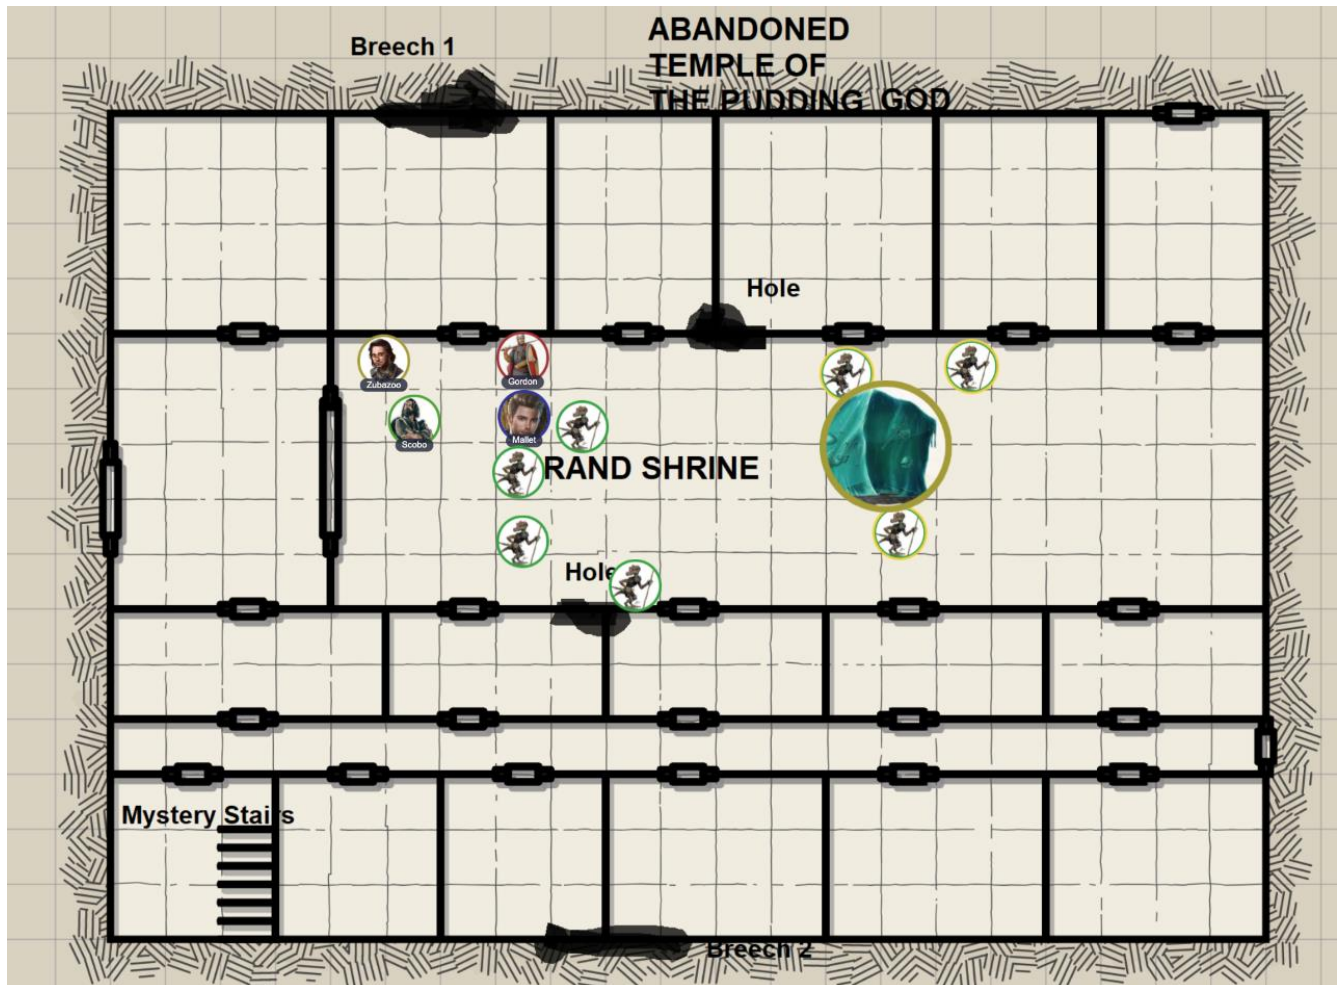 Breech 1
ABANDONED
TEMPLE OF
THE PUDDING GOD
Hole
Zubazoo
Gordon
Scobo
Mallet
RAND SHRINE
Hole
Mystery Stairs
Breech 2